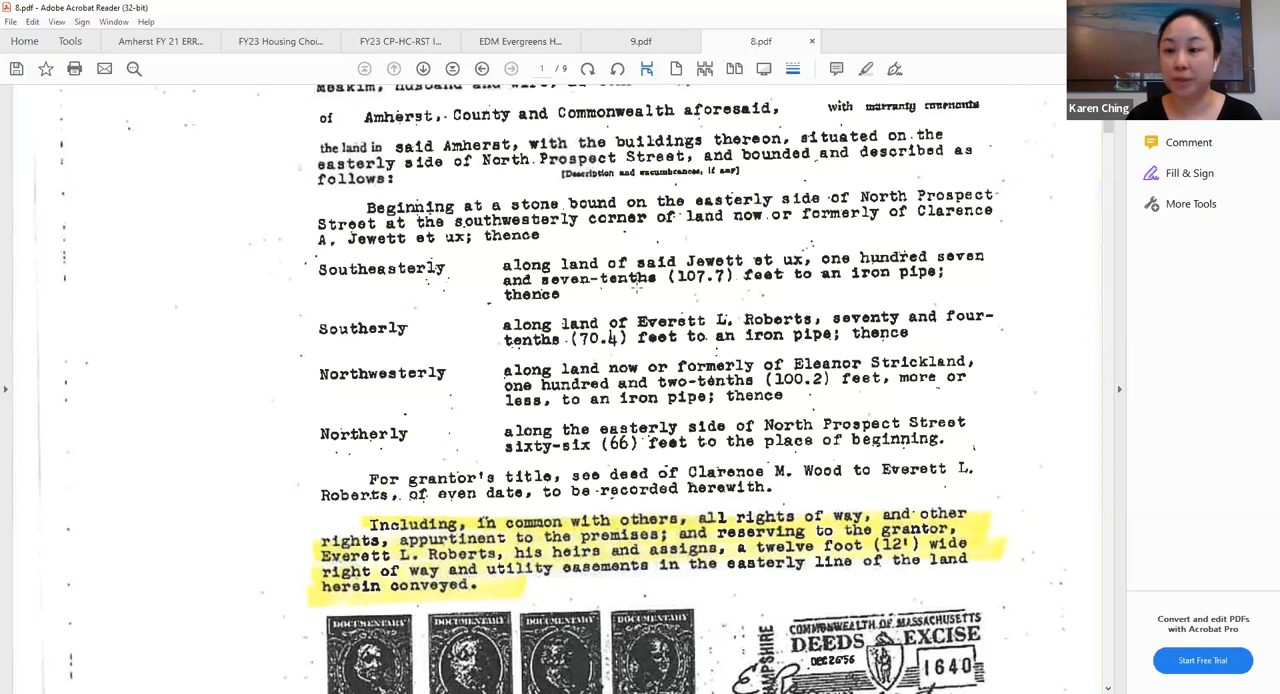 8.pdf - Adobe Acrobat Reader (32-bit)
File Edit View Sign Window Help
Home Tools Amherst FY 21 ERR... FY23 Housing Choi... FY23 CP-HC-RST I... EDM Evergreens H... 9.pdf 8.pdf ×
1 / 9
Karen Ching
Comment
Fill & Sign
More Tools
of Amherst, County and Commonwealth aforesaid, with warranty covenants
the land in said Amherst, with the buildings thereon, situated on the
easterly side of North Prospect Street, and bounded and described as
follows:
[Description and encumbrances, if any]
Beginning at a stone bound on the easterly side of North Prospect
Street at the southwesterly corner of land now or formerly of Clarence
A. Jewett et ux; thence
Southeasterly along land of said Jewett et ux, one hundred seven
and seven-tenths (107.7) feet to an iron pipe;
thence
Southerly along land of Everett L. Roberts, seventy and four-
tenths (70.4) feet to an iron pipe; thence
Northwesterly along land now or formerly of Eleanor Strickland,
one hundred and two-tenths (100.2) feet, more or
less, to an iron pipe; thence
Northerly along the easterly side of North Prospect Street
sixty-six (66) feet to the place of beginning.
For grantor's title, see deed of Clarence M. Wood to Everett L.
Roberts, of even date, to be recorded herewith.
Including, in common with others, all rights of way, and other
rights, appurtinent to the premises; and reserving to the grantor,
Everett L. Roberts, his heirs and assigns, a twelve foot (12') wide
right of way and utility easements in the easterly line of the land
herein conveyed.
DOCUMENTARY DOCUMENTARY DOCUMENTARY DOCUMENTARY
COMMONWEALTH OF MASSACHUSETTS
DEEDS EXCISE
DEC 26'56
1640
Convert and edit PDFs
with Acrobat Pro
Start Free Trial